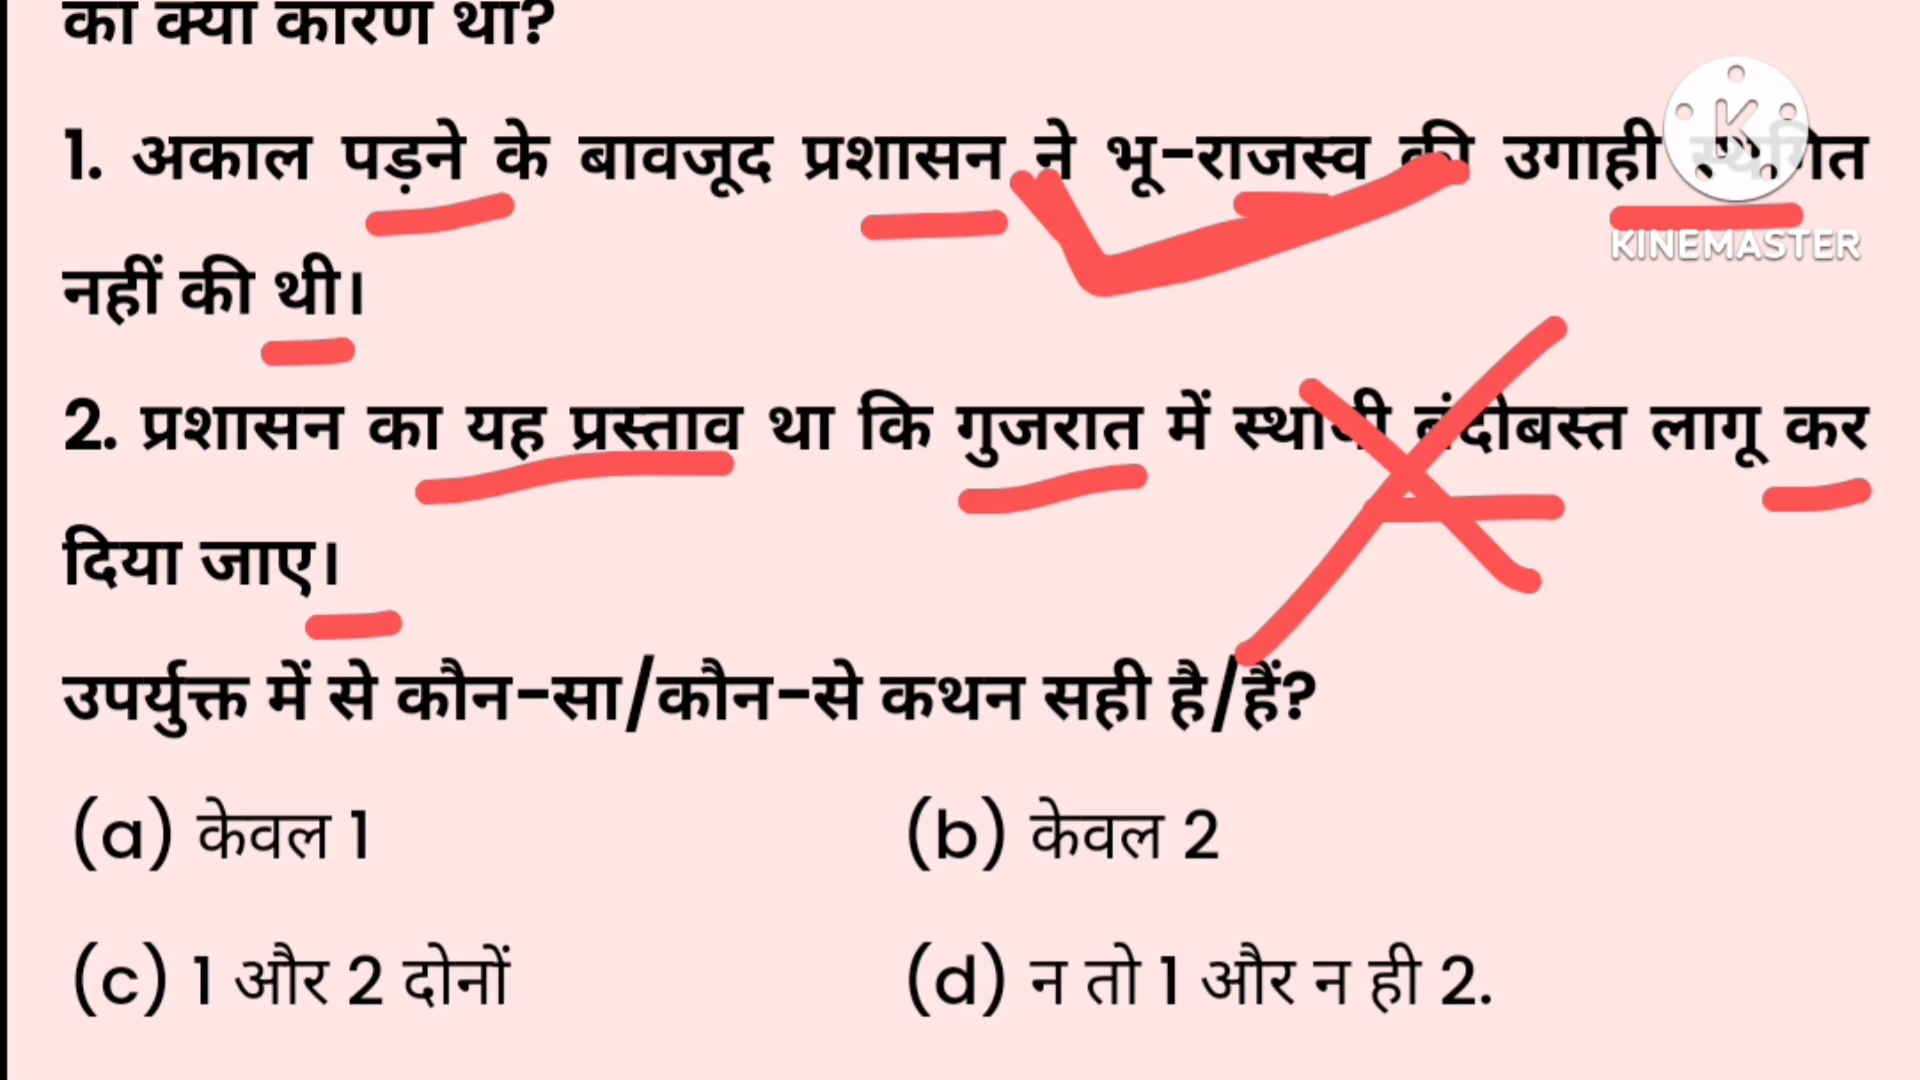 का क्या कारण था?
1. अकाल पड़ने के बावजूद प्रशासन ने भू-राजस्व की उगाही स्थगित
KINEMASTER
नहीं की थी।
2. प्रशासन का यह प्रस्ताव था कि गुजरात में स्थायी बंदोबस्त लागू कर
दिया जाए।
उपर्युक्त में से कौन-सा/कौन-से कथन सही है/हैं?
(a) केवल 1 (b) केवल 2
(c) 1 और 2 दोनों (d) न तो 1 और न ही 2.